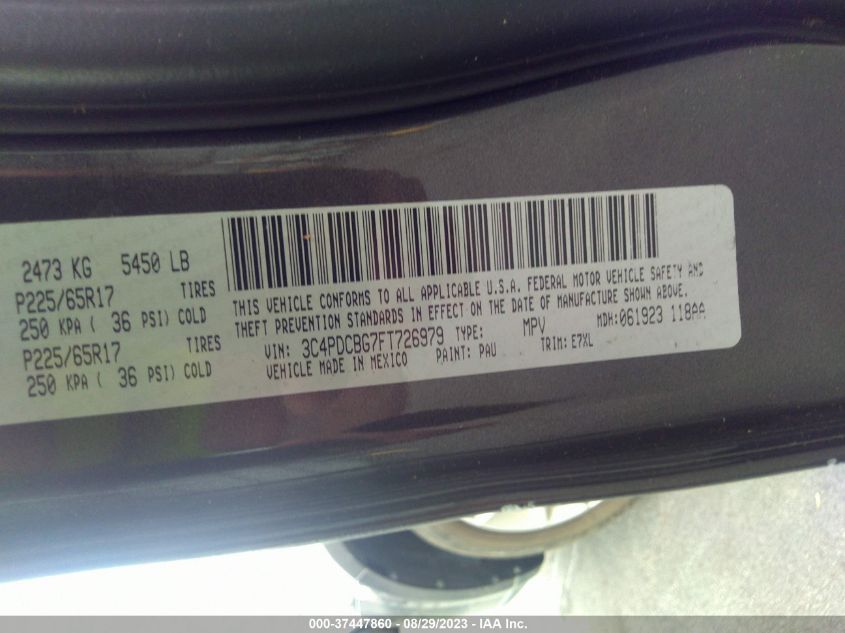 2473 KG 5450 LB
P225/65R17 TIRES
250 KPA ( 36 PSI) COLD
P225/65R17 TIRES
250 KPA ( 36 PSI) COLD
THIS VEHICLE CONFORMS TO ALL APPLICABLE U.S.A. FEDERAL MOTOR VEHICLE SAFETY AND
THEFT PREVENTION STANDARDS IN EFFECT ON THE DATE OF MANUFACTURE SHOWN ABOVE.
VIN: 3C4PDCBG7FT726979 TYPE: MPV MDH:061923 118AA
VEHICLE MADE IN MEXICO PAINT: PAU TRIM: E7XL
000-37447860 - 08/29/2023 - IAA Inc.